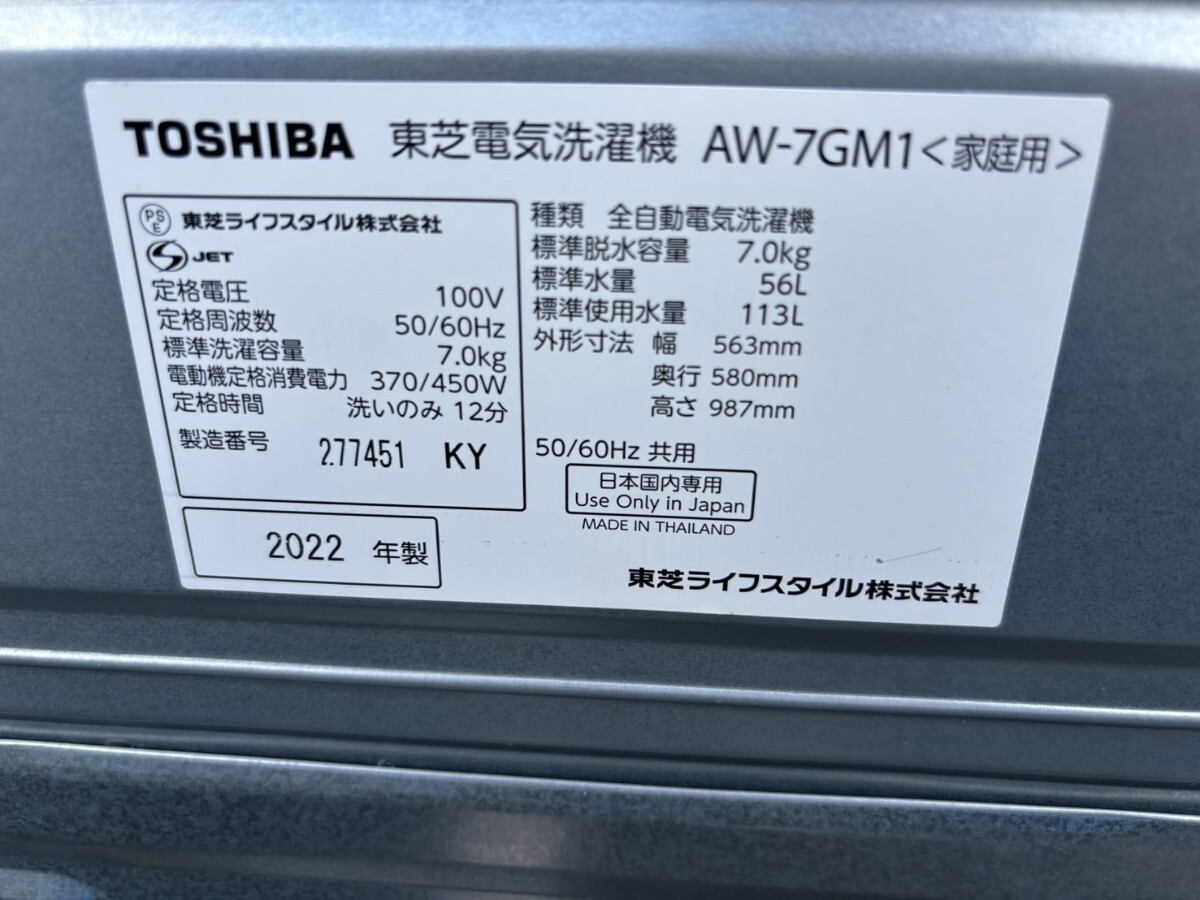 TOSHIBA 東芝電気洗濯機 AW-7GM1<家庭用>
PSE 東芝ライフスタイル株式会社
S JET
定格電圧 100V
定格周波数 50/60Hz
標準洗濯容量 7.0kg
電動機定格消費電力 370/450W
定格時間 洗いのみ 12分
製造番号 277451 KY
2022 年製
種類 全自動電気洗濯機
標準脱水容量 7.0kg
標準水量 56L
標準使用水量 113L
外形寸法 幅 563mm
奥行 580mm
高さ 987mm
50/60Hz 共用
日本国内専用
Use Only in Japan
MADE IN THAILAND
東芝ライフスタイル株式会社